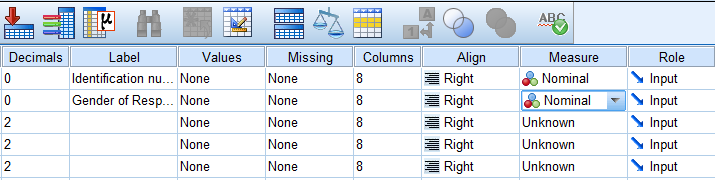 A
1 A
ABC
Decimals Label Values Missing Columns Align Measure Role
0 Identification nu... None None 8 Right Nominal Input
0 Gender of Resp... None None 8 Right Nominal Input
2 None None 8 Right Unknown Input
2 None None 8 Right Unknown Input
2 None None 8 Right Unknown Input